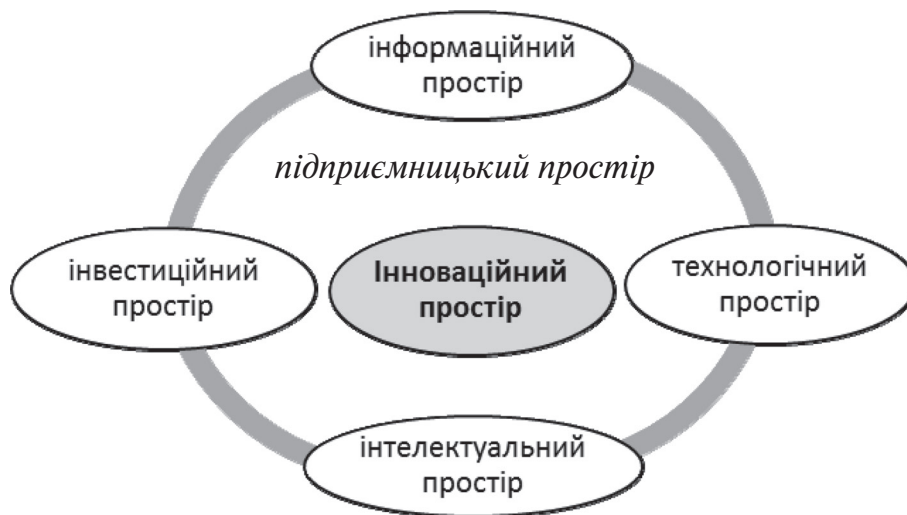 інформаційний
простір
підприємницький простір
інвестиційний
простір
Інноваційний
простір
технологічний
простір
інтелектуальний
простір